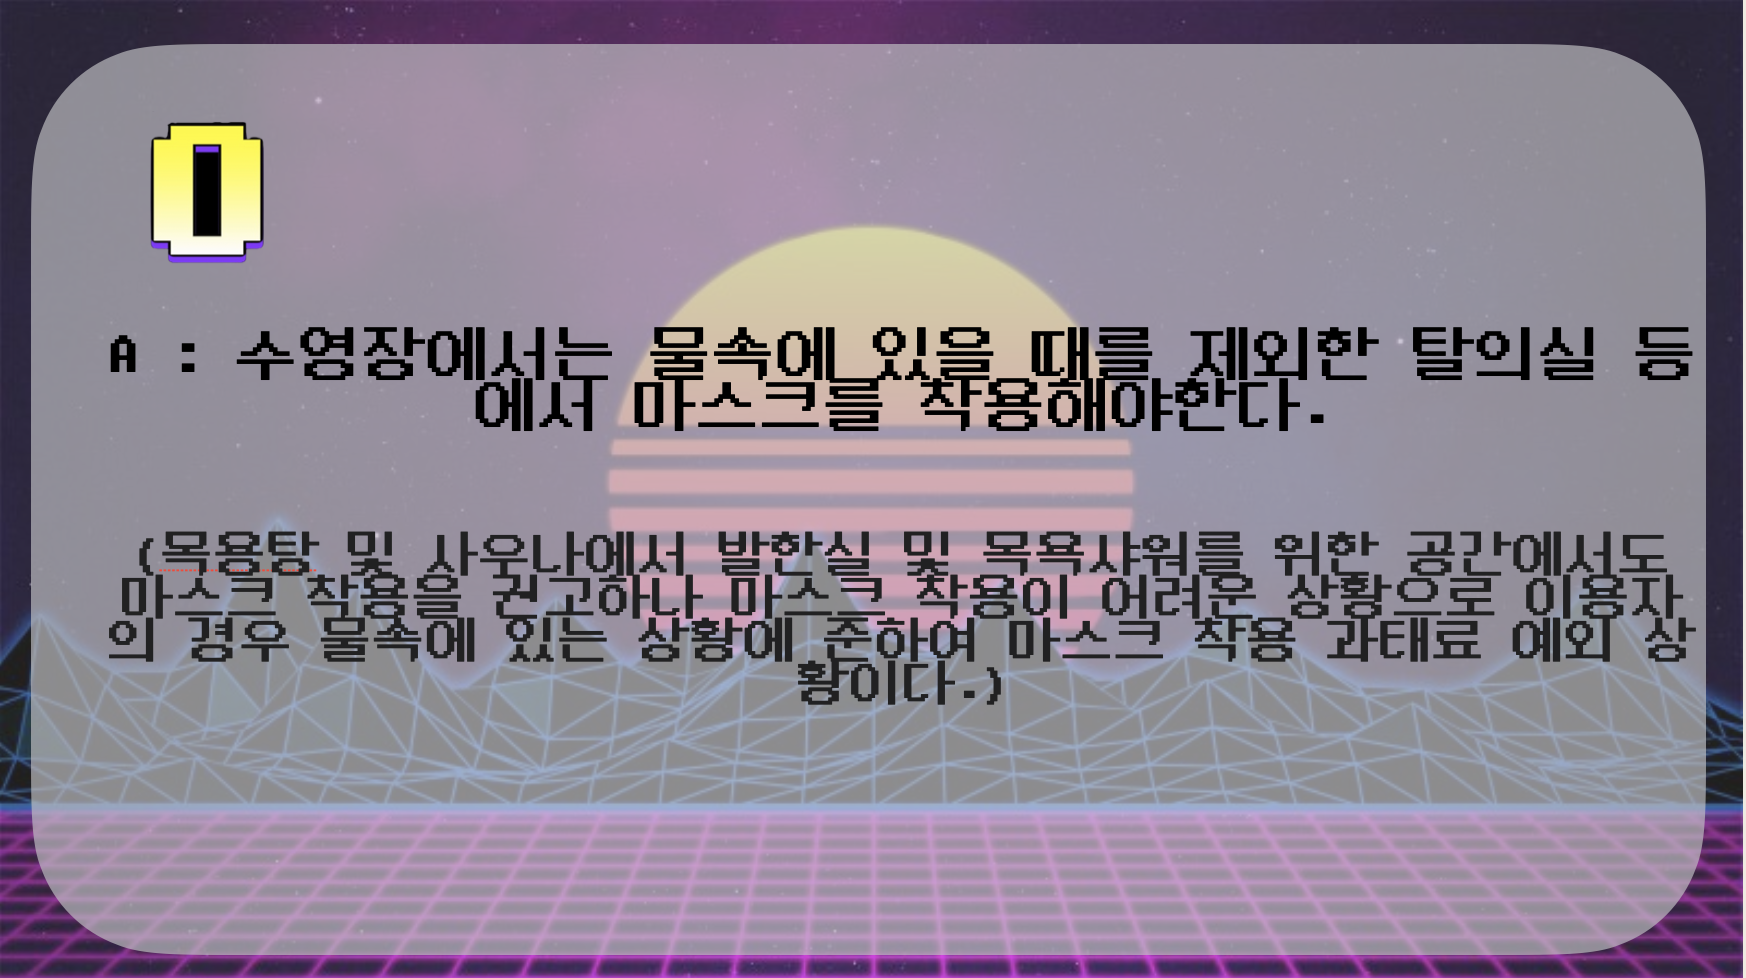 O
A : 수영장에서는 물속에 있을 때를 제외한 탈의실 등
에서 마스크를 착용해야한다.
(목용탕 및 사우나에서 발한실 및 목욕샤워를 위한 공간에서도
마스크 착용을 권고하나 마스크 착용이 어려운 상황으로 이용자
의 경우 물속에 있는 상황에 준하여 마스크 착용 과태료 예외 상
황이다.)